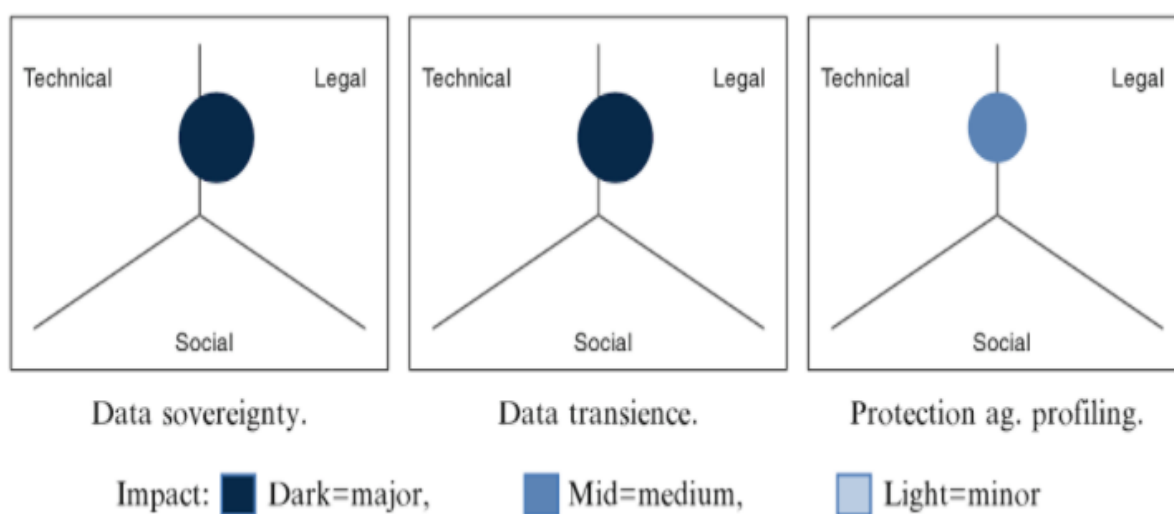 Technical Legal Technical Legal Technical Legal
Social Social Social
Data sovereignty. Data transience. Protection ag. profiling.
Impact: Dark=major, Mid=medium, Light=minor